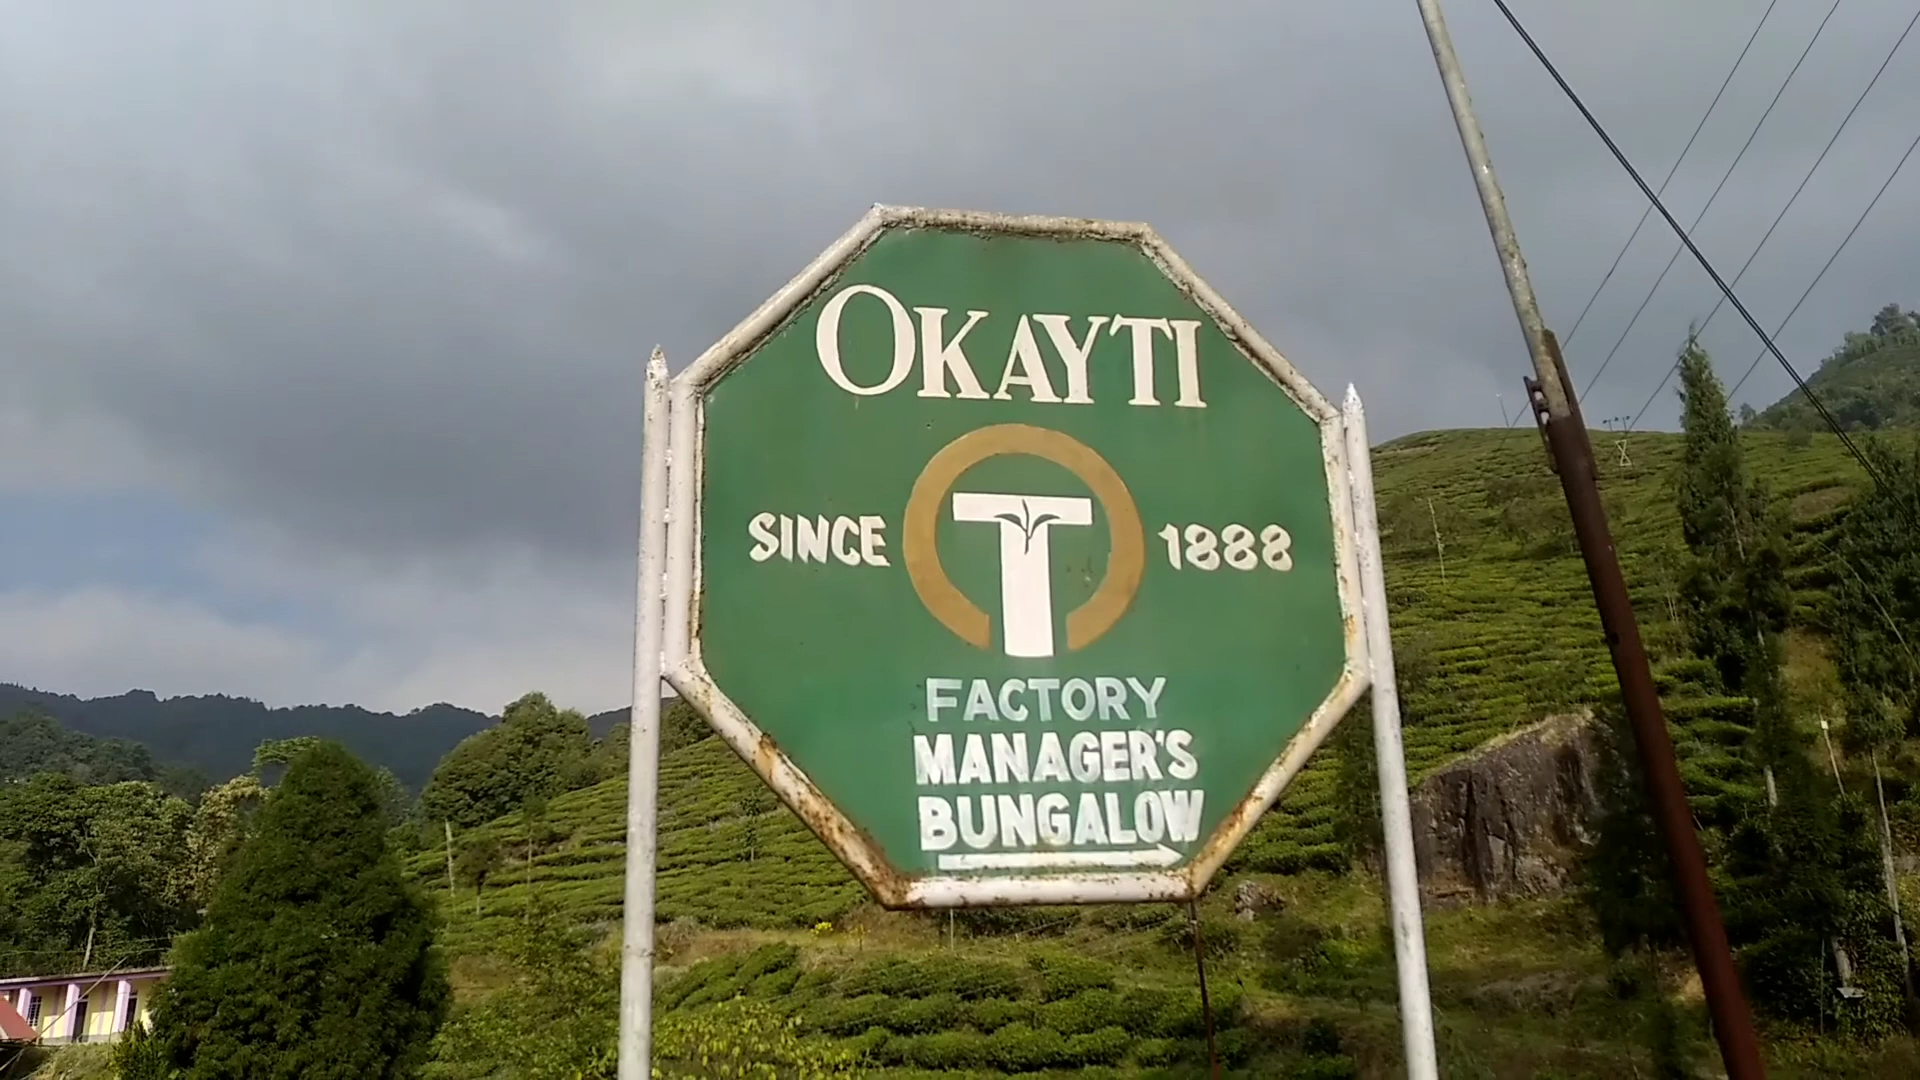 OKAYTI
SINCE 1888
T
FACTORY
MANAGER'S
BUNGALOW